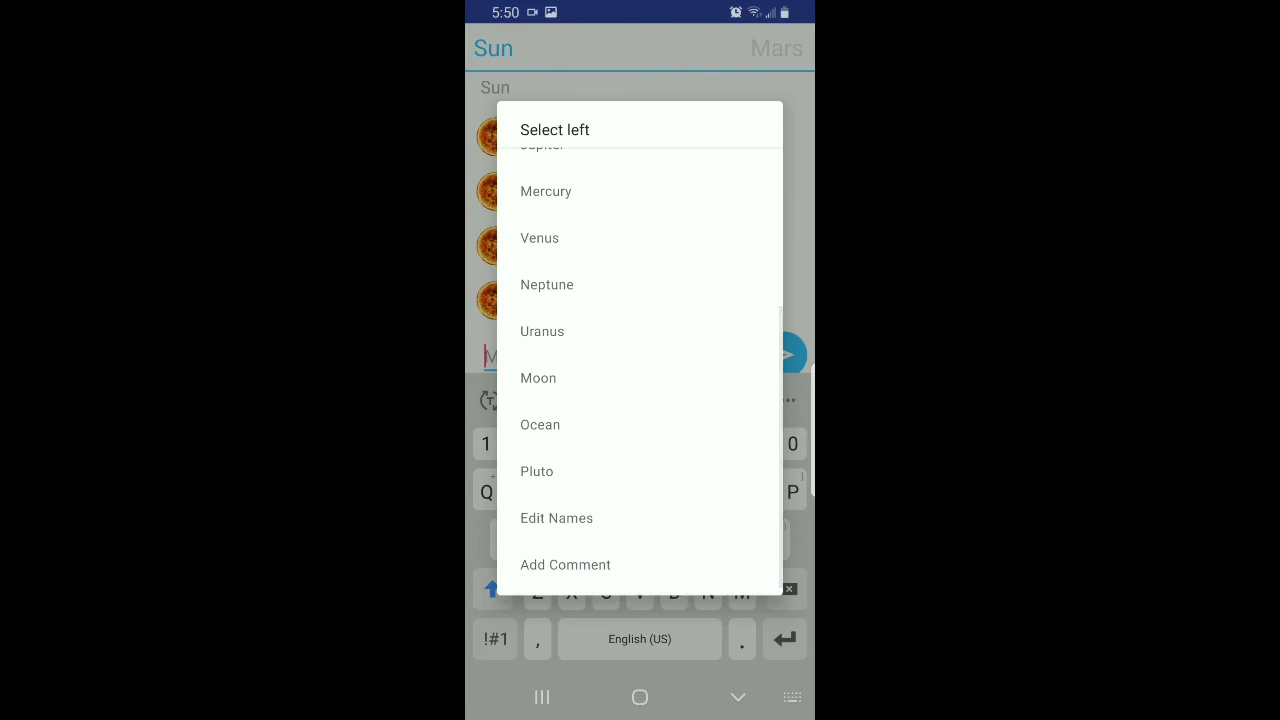 5:50
Sun Mars
Sun
Select left
Jupiter
Mercury
Venus
Neptune
Uranus
Moon
Ocean
Pluto
Edit Names
Add Comment
M
1 0
Q P
Z X C V B N M
!#1 , English (US) .